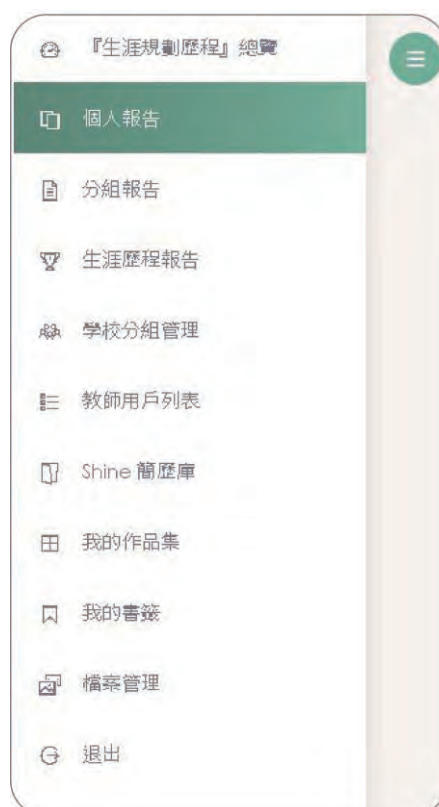 『生涯規劃歷程』總覽
個人報告
分組報告
生涯歷程報告
學校分組管理
教師用戶列表
Shine 簡歷庫
我的作品集
我的書籤
檔案管理
退出